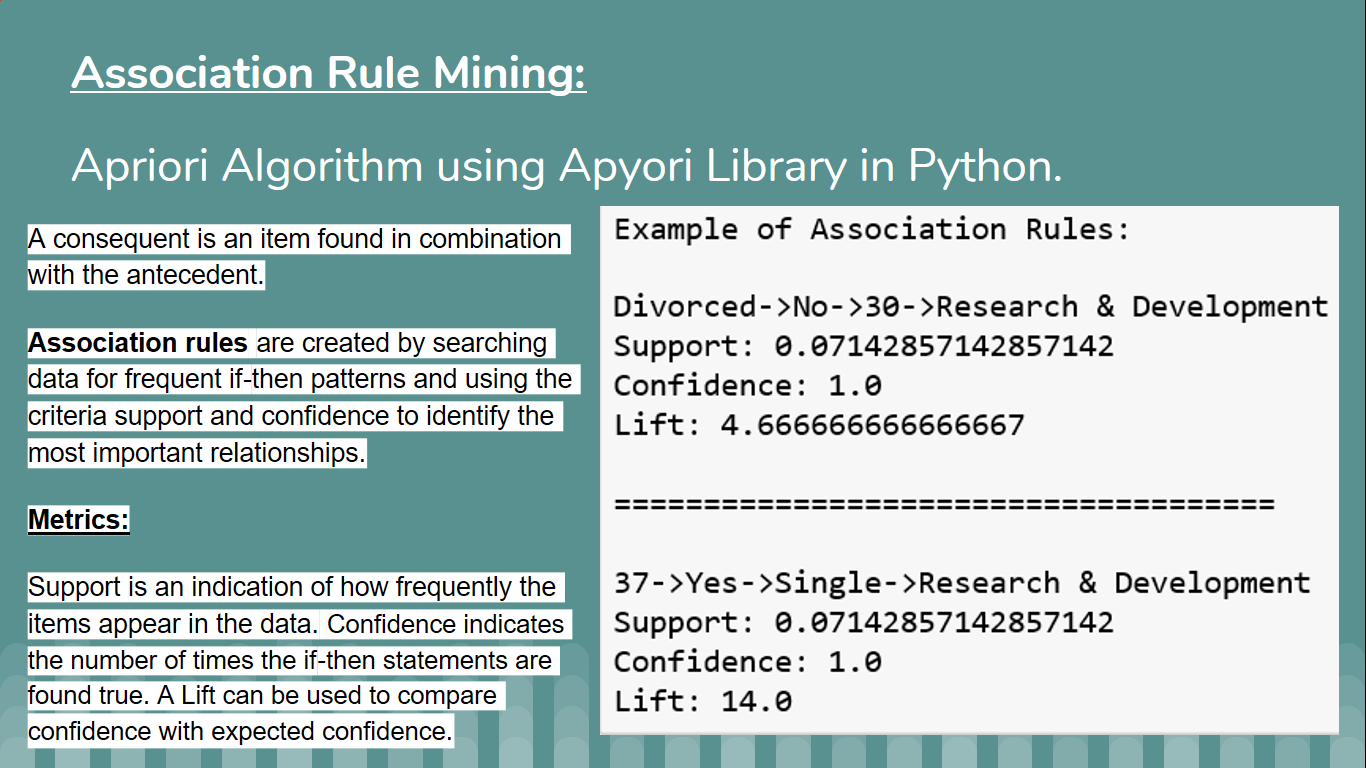 Association Rule Mining:
Apriori Algorithm using Apyori Library in Python.
A consequent is an item found in combination
with the antecedent.
Association rules are created by searching
data for frequent if-then patterns and using the
criteria support and confidence to identify the
most important relationships.
Metrics:
Support is an indication of how frequently the
items appear in the data. Confidence indicates
the number of times the if-then statements are
found true. A Lift can be used to compare
confidence with expected confidence.
Example of Association Rules:
Divorced->No->30->Research & Development
Support: 0.07142857142857142
Confidence: 1.0
Lift: 4.666666666666667
=====================================
37->Yes->Single->Research & Development
Support: 0.07142857142857142
Confidence: 1.0
Lift: 14.0